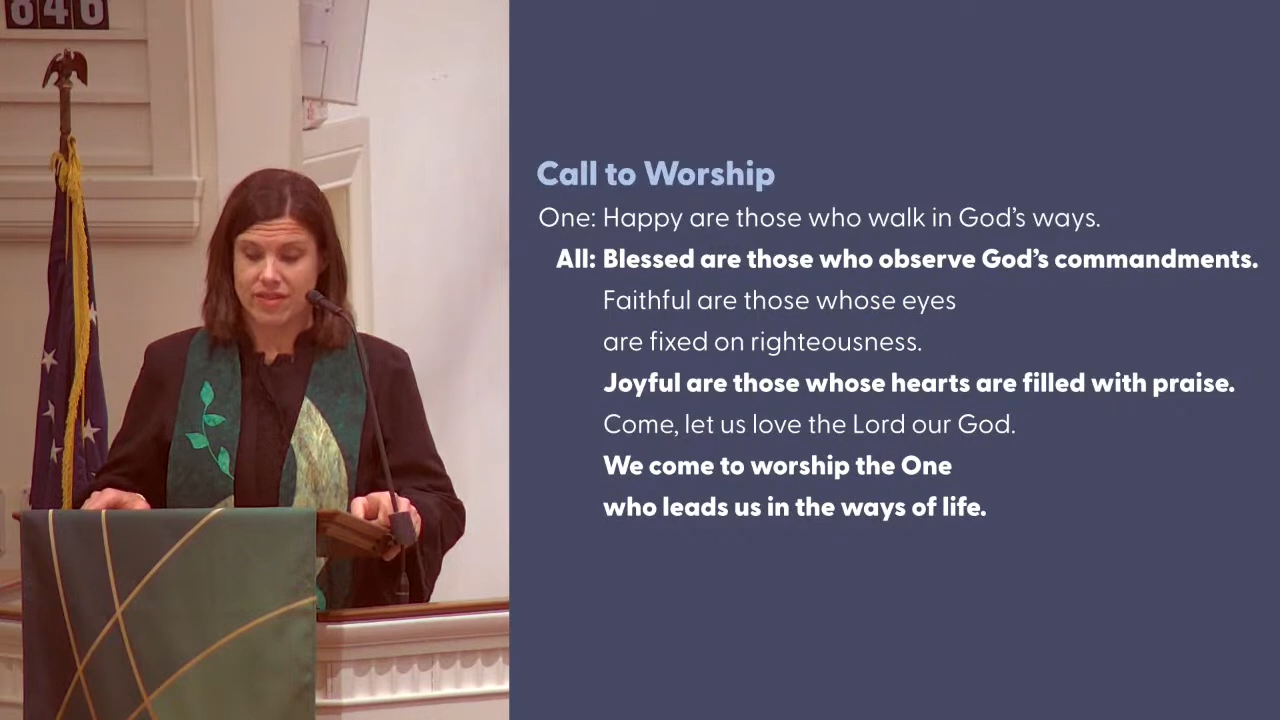 846
Call to Worship
One: Happy are those who walk in God's ways.
All: Blessed are those who observe God's commandments.
Faithful are those whose eyes
are fixed on righteousness.
Joyful are those whose hearts are filled with praise.
Come, let us love the Lord our God.
We come to worship the One
who leads us in the ways of life.